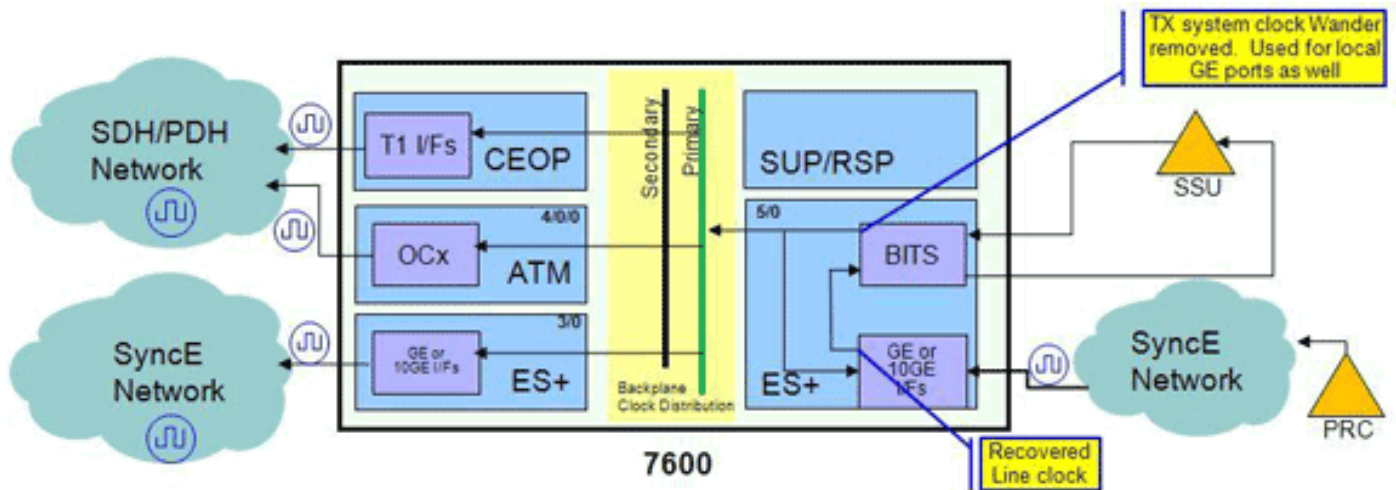 TX system clock Wander
removed. Used for local
GE ports as well
SDH/PDH
Network
T1 I/Fs
CEOP
Secondary
Primary
SUP/RSP
SSU
4/0/0
OCx
ATM
5/0
BITS
SyncE
Network
3/0
GE or
10GE I/Fs
ES+
Backplane
Clock Distribution
GE or
10GE
I/Fs
ES+
SyncE
Network
PRC
7600
Recovered
Line clock